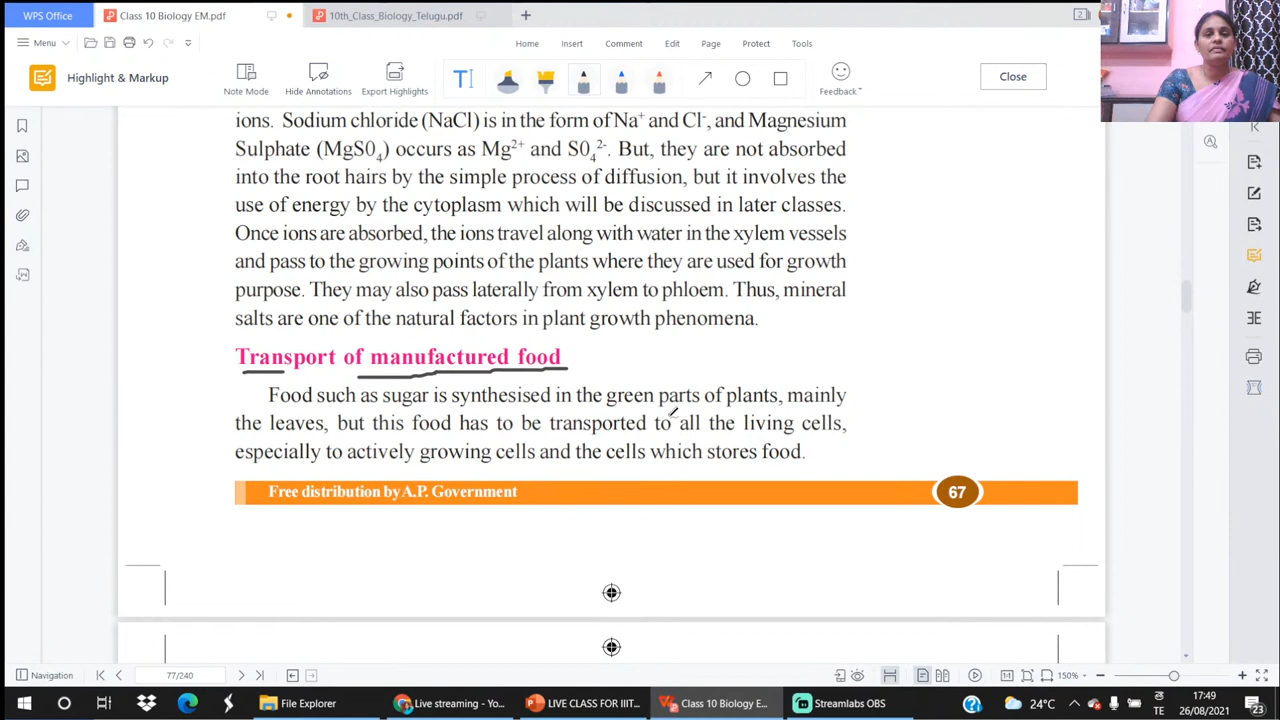 WPS Office
Class 10 Biology EM.pdf
10th_Class_Biology_Telugu.pdf
Menu
Home
Insert
Comment
Edit
Page
Protect
Tools
Highlight & Markup
Note Mode
Hide Annotations
Export Highlights
Feedback
Close
ions. Sodium chloride (NaCl) is in the form of Na+ and Cl-, and Magnesium
Sulphate (MgS04) occurs as Mg2+ and S04 2-. But, they are not absorbed
into the root hairs by the simple process of diffusion, but it involves the
use of energy by the cytoplasm which will be discussed in later classes.
Once ions are absorbed, the ions travel along with water in the xylem vessels
and pass to the growing points of the plants where they are used for growth
purpose. They may also pass laterally from xylem to phloem. Thus, mineral
salts are one of the natural factors in plant growth phenomena.
Transport of manufactured food
Food such as sugar is synthesised in the green parts of plants, mainly
the leaves, but this food has to be transported to all the living cells,
especially to actively growing cells and the cells which stores food.
Free distribution by A.P. Government
67
Navigation
77/240
150%
File Explorer
Live streaming - Yo...
LIVE CLASS FOR IIIT...
Class 10 Biology E...
Streamlabs OBS
24°C
TE
17:49
26/08/2021
23